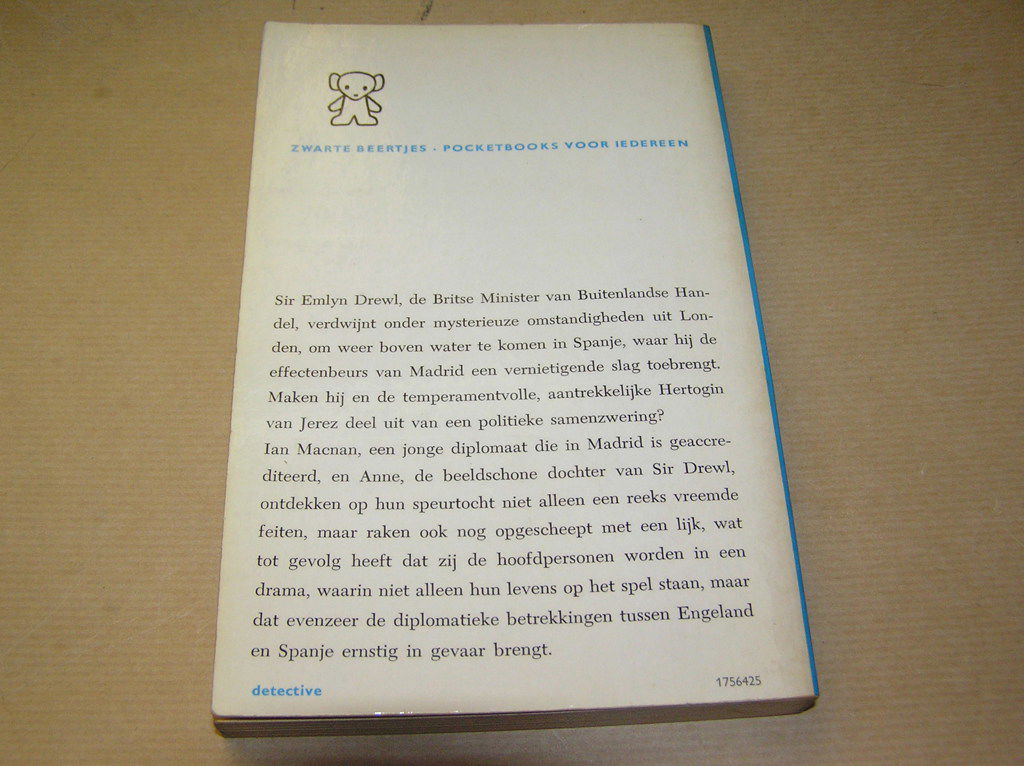 ZWARTE BEERTJES · POCKETBOOKS VOOR IEDEREEN
Sir Emlyn Drewl, de Britse Minister van Buitenlandse Han-
del, verdwijnt onder mysterieuze omstandigheden uit Lon-
den, om weer boven water te komen in Spanje, waar hij de
effectenbeurs van Madrid een vernietigende slag toebrengt.
Maken hij en de temperamentvolle, aantrekkelijke Hertogin
van Jerez deel uit van een politieke samenzwering?
Ian Macnan, een jonge diplomaat die in Madrid is geaccre-
diteerd, en Anne, de beeldschone dochter van Sir Drewl,
ontdekken op hun speurtocht niet alleen een reeks vreemde
feiten, maar raken ook nog opgescheept met een lijk, wat
tot gevolg heeft dat zij de hoofdpersonen worden in een
drama, waarin niet alleen hun levens op het spel staan, maar
dat evenzeer de diplomatieke betrekkingen tussen Engeland
en Spanje ernstig in gevaar brengt.
detective
1756425